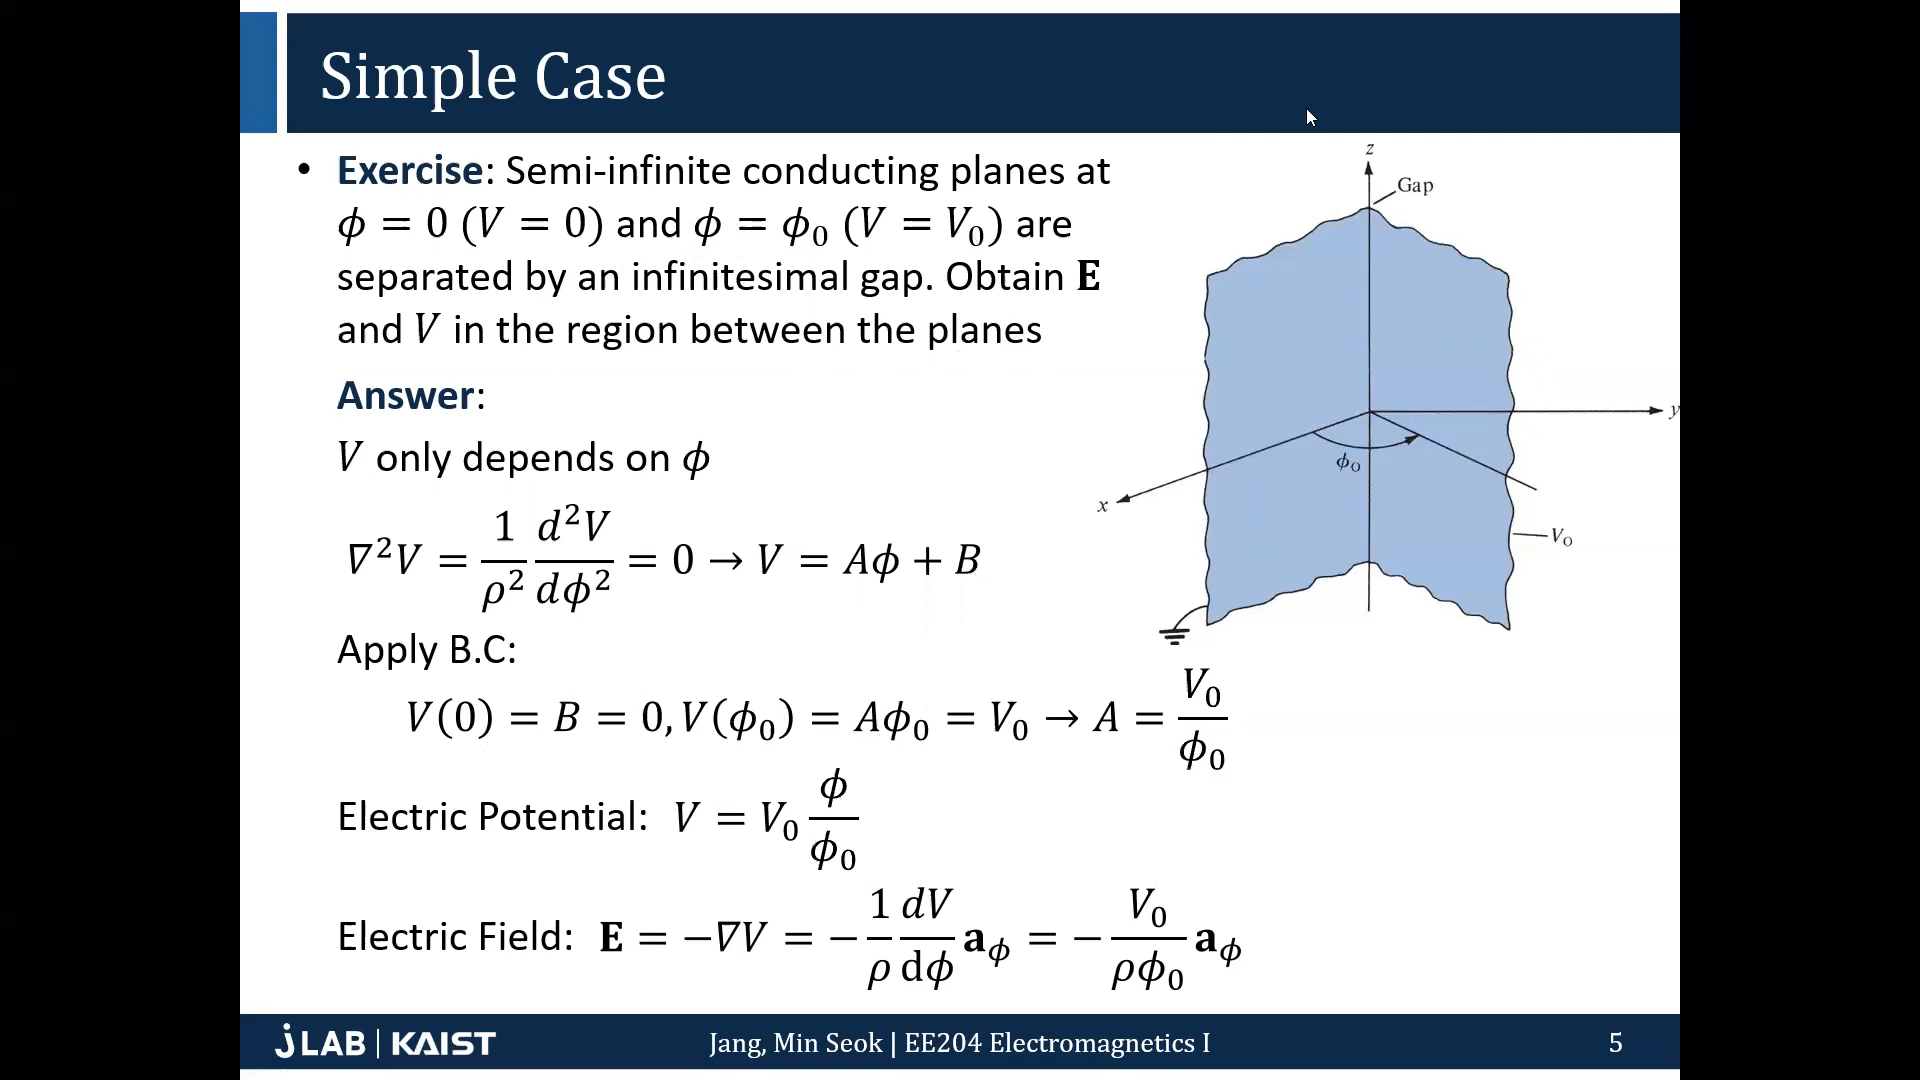 Simple Case
• Exercise: Semi-infinite conducting planes at
ϕ = 0 (V = 0) and ϕ = ϕ₀ (V = V₀) are
separated by an infinitesimal gap. Obtain E
and V in the region between the planes
Answer:
V only depends on ϕ
∇²V = 1/ρ² d²V/dϕ² = 0 → V = Aϕ + B
Apply B.C:
V(0) = B = 0, V(ϕ₀) = Aϕ₀ = V₀ → A = V₀/ϕ₀
Electric Potential: V = V₀ ϕ/ϕ₀
Electric Field: E = −∇V = − 1/ρ dV/dϕ a_ϕ = − V₀/ρϕ₀ a_ϕ
z
Gap
y
ϕ₀
x
V₀
jLAB | KAIST
Jang, Min Seok | EE204 Electromagnetics I
5